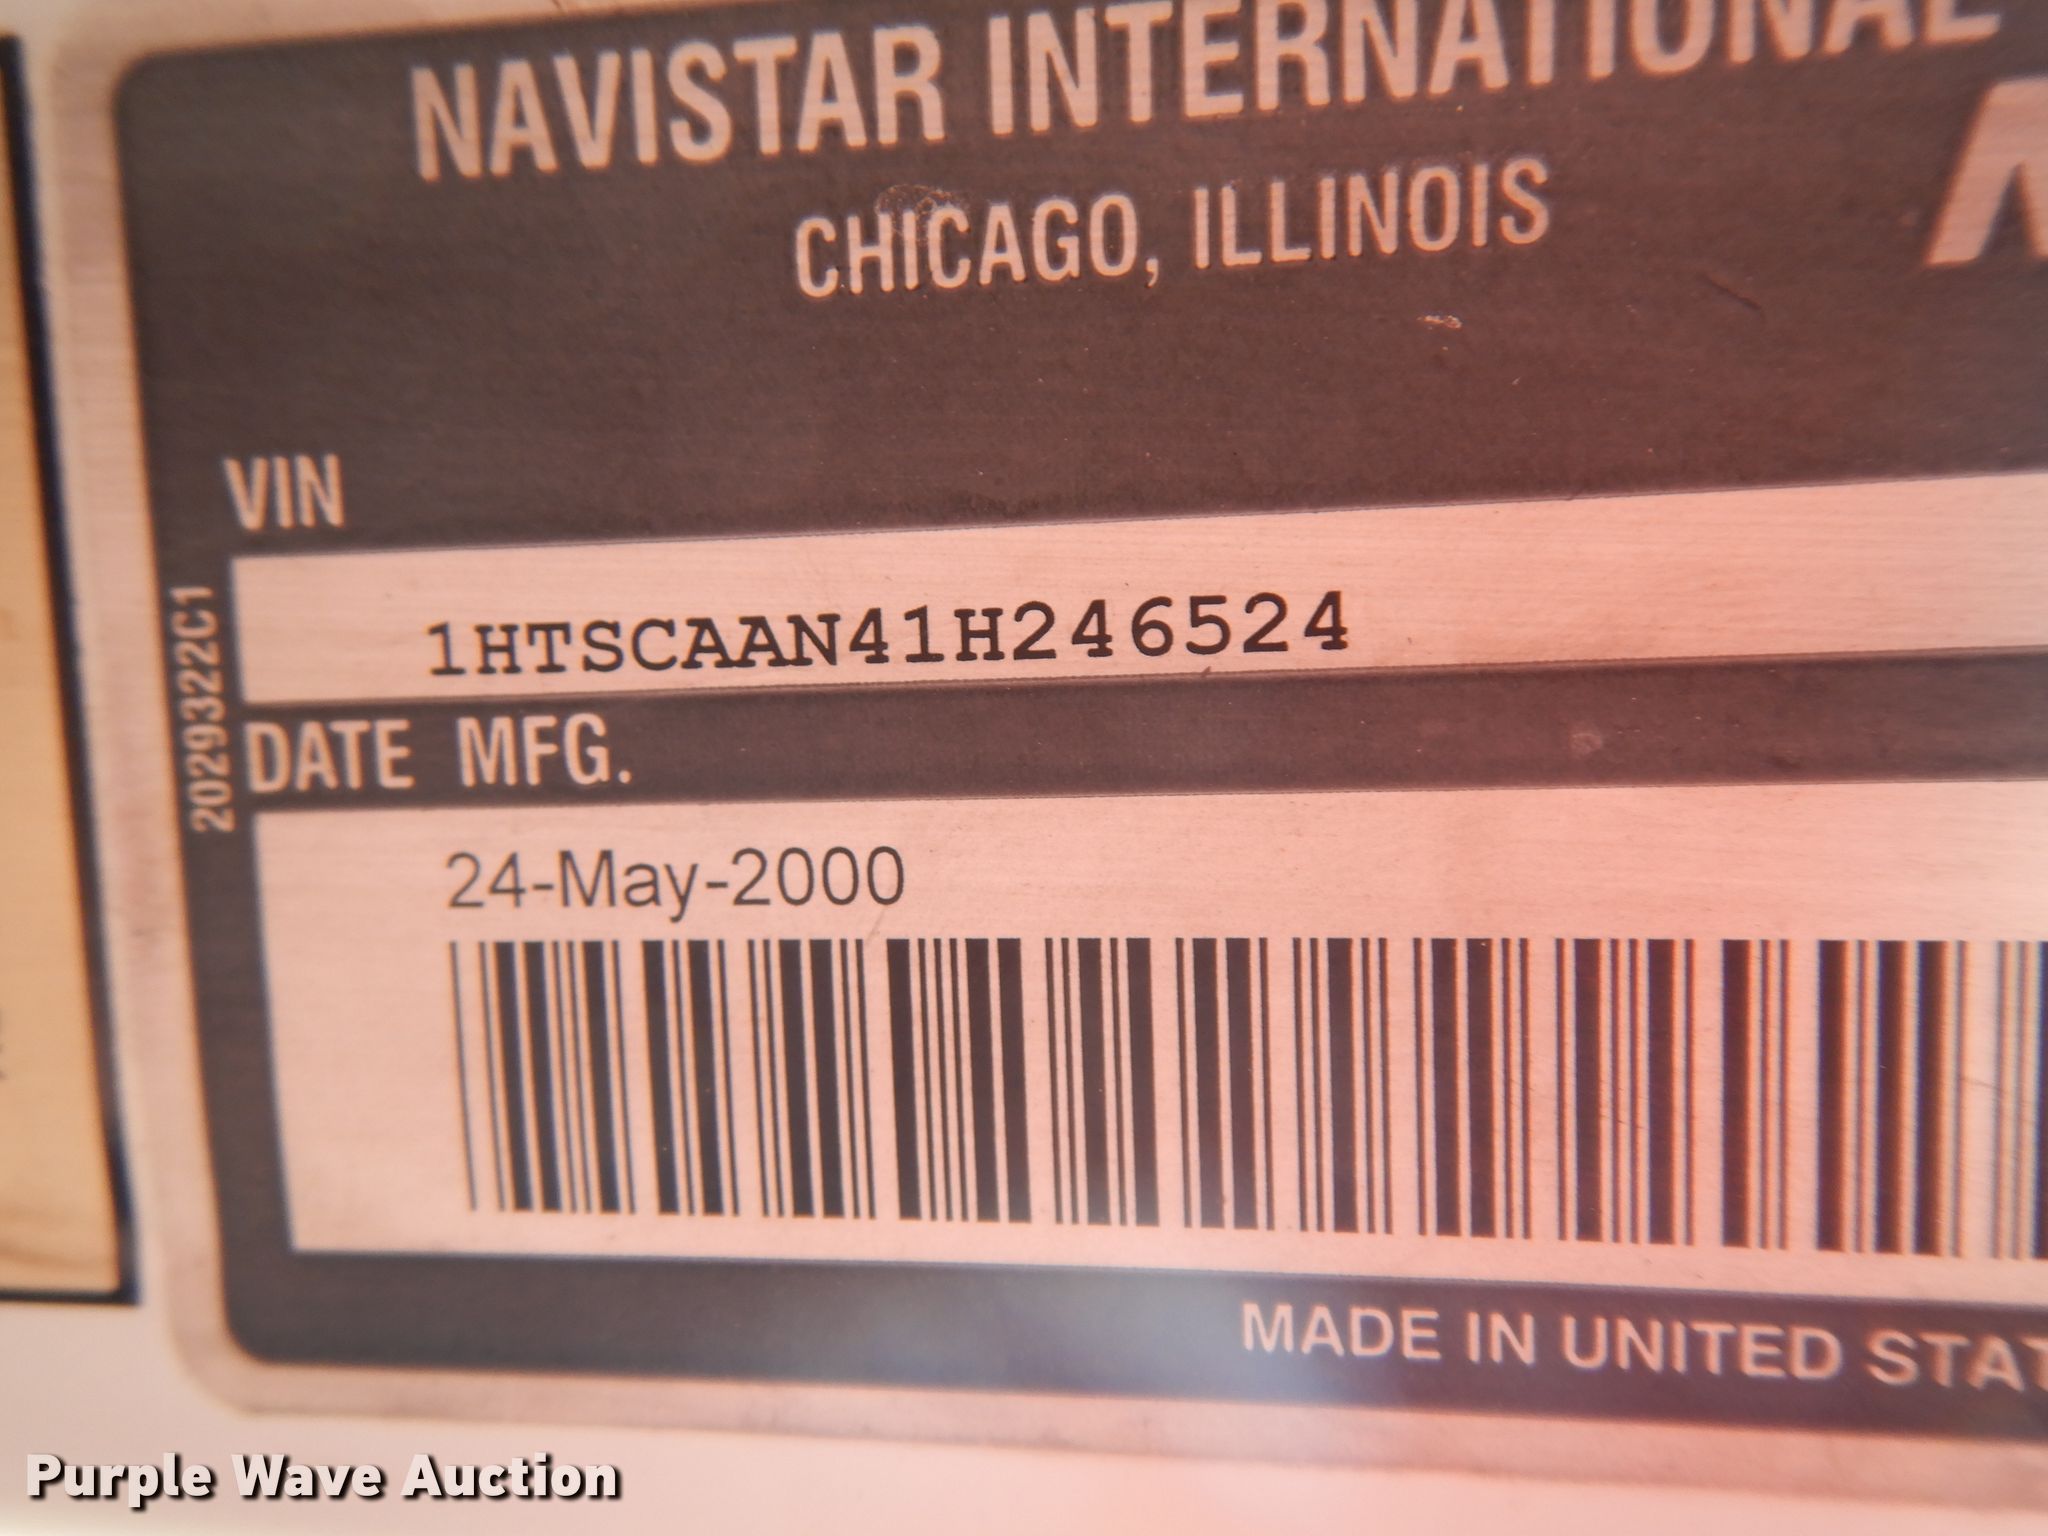 NAVISTAR INTERNATIONAL
CHICAGO, ILLINOIS
VIN
1HTSCAAN41H246524
2029322C1
DATE MFG.
24-May-2000
MADE IN UNITED STAT
Purple Wave Auction